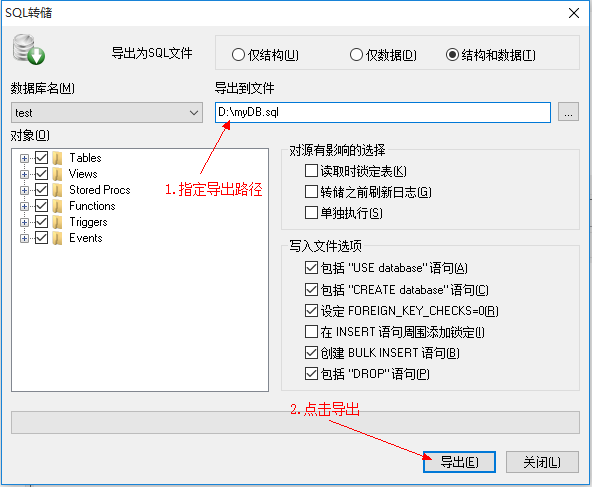 SQL转储
导出为SQL文件
仅结构(U)
仅数据(D)
结构和数据(T)
数据库名(M)
导出到文件
test
D:\myDB.sql
...
对象(O)
Tables
Views
Stored Procs
Functions
Triggers
Events
1.指定导出路径
对源有影响的选择
读取时锁定表(K)
转储之前刷新日志(G)
单独执行(S)
写入文件选项
包括 "USE database" 语句(A)
包括 "CREATE database" 语句(C)
设定 FOREIGN_KEY_CHECKS=0(R)
在 INSERT 语句周围添加锁定(I)
创建 BULK INSERT 语句(B)
包括 "DROP" 语句(P)
2.点击导出
导出(E)
关闭(L)